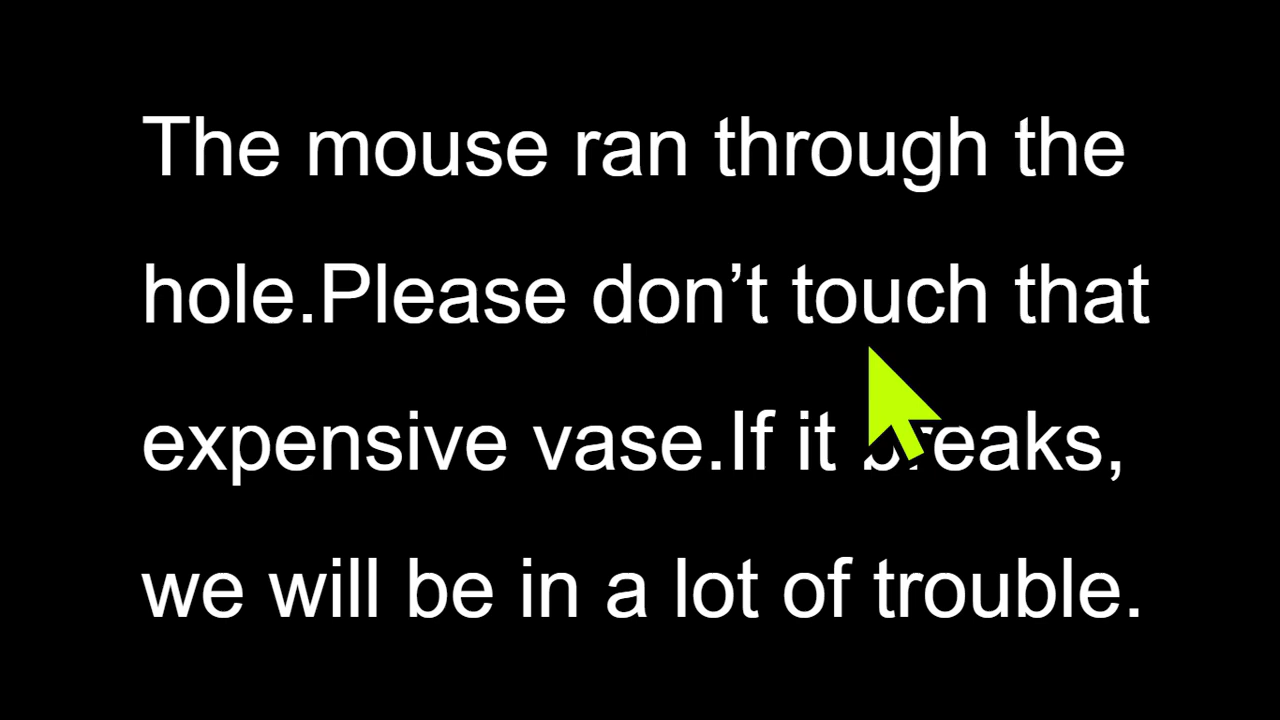 The mouse ran through the
hole.Please don’t touch that
expensive vase.If it breaks,
we will be in a lot of trouble.